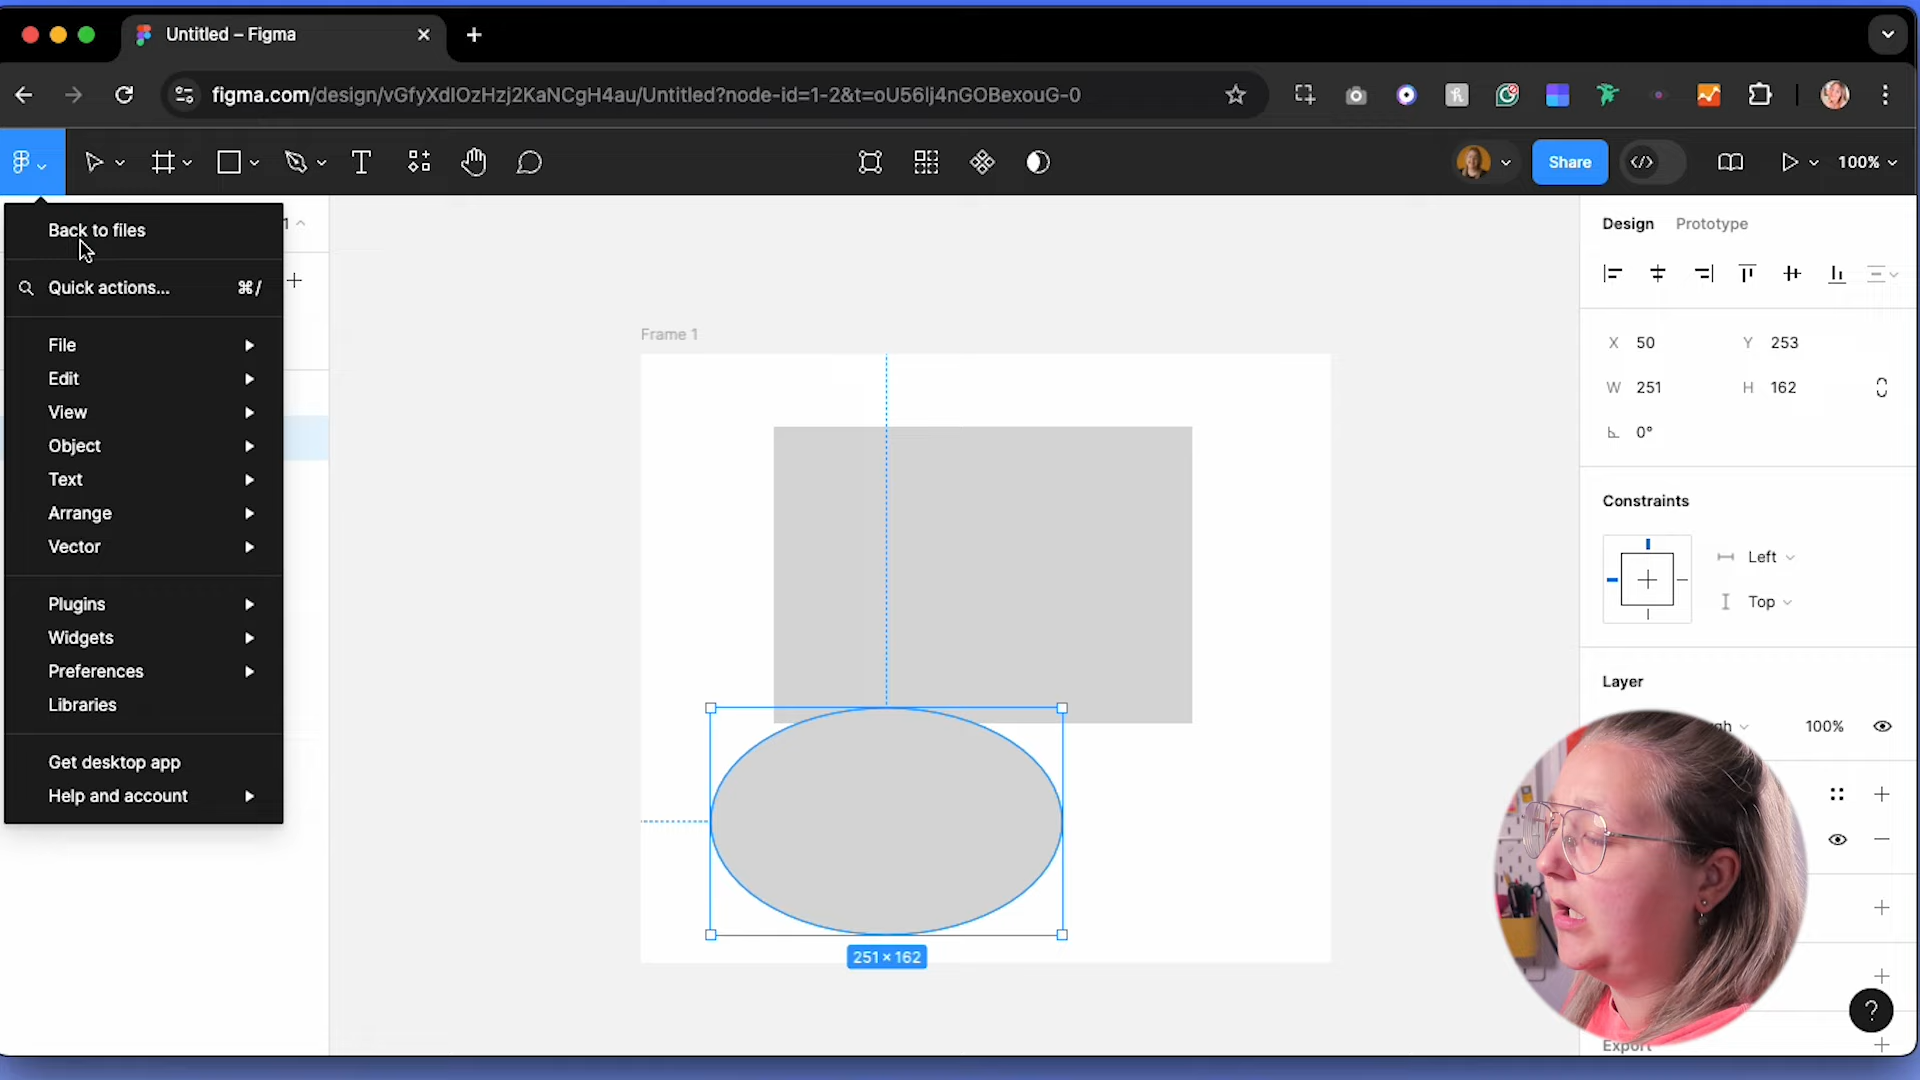 Untitled – Figma
figma.com/design/vGfyXdIOzHzj2KaNCgH4au/Untitled?node-id=1-2&t=oU56lj4nGOBexouG-0
Share
100%
Back to files
1
Quick actions... ⌘/
File
Edit
View
Object
Text
Arrange
Vector
Plugins
Widgets
Preferences
Libraries
Get desktop app
Help and account
Frame 1
251 × 162
Design Prototype
X 50 Y 253
W 251 H 162
0°
Constraints
Left
Top
Layer
100%
Export
?